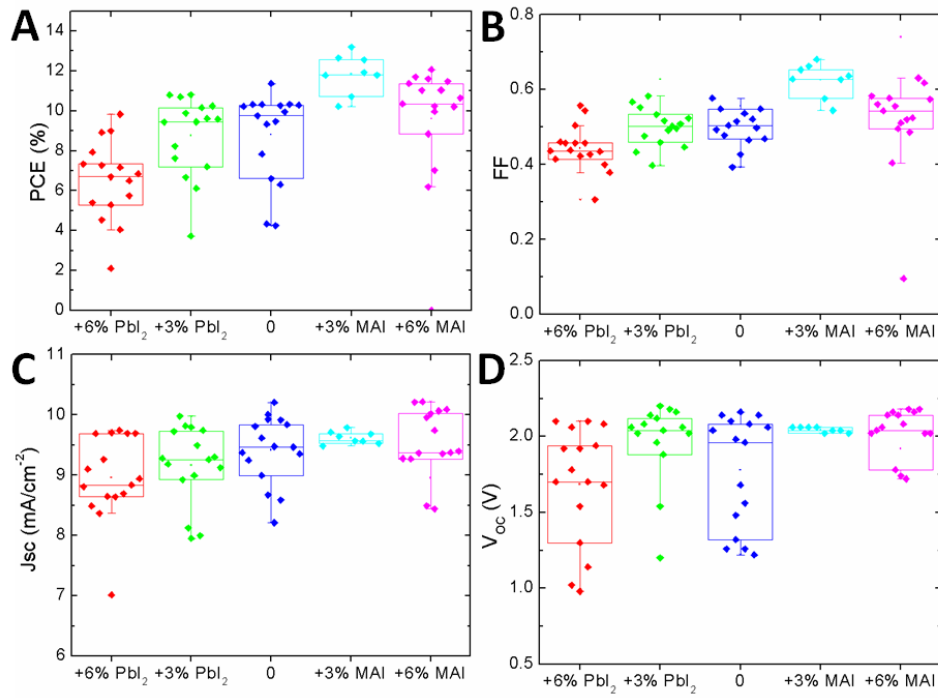 A
PCE (%)
14
12
10
8
6
4
2
0
+6% PbI₂ +3% PbI₂ 0 +3% MAI +6% MAI
B
FF
0.8
0.6
0.4
0.2
0.0
+6% PbI₂ +3% PbI₂ 0 +3% MAI +6% MAI
C
Jsc (mA/cm⁻²)
11
10
9
8
7
6
+6% PbI₂ +3% PbI₂ 0 +3% MAI +6% MAI
D
V_OC (V)
2.5
2.0
1.5
1.0
0.5
+6% PbI₂ +3% PbI₂ 0 +3% MAI +6% MAI